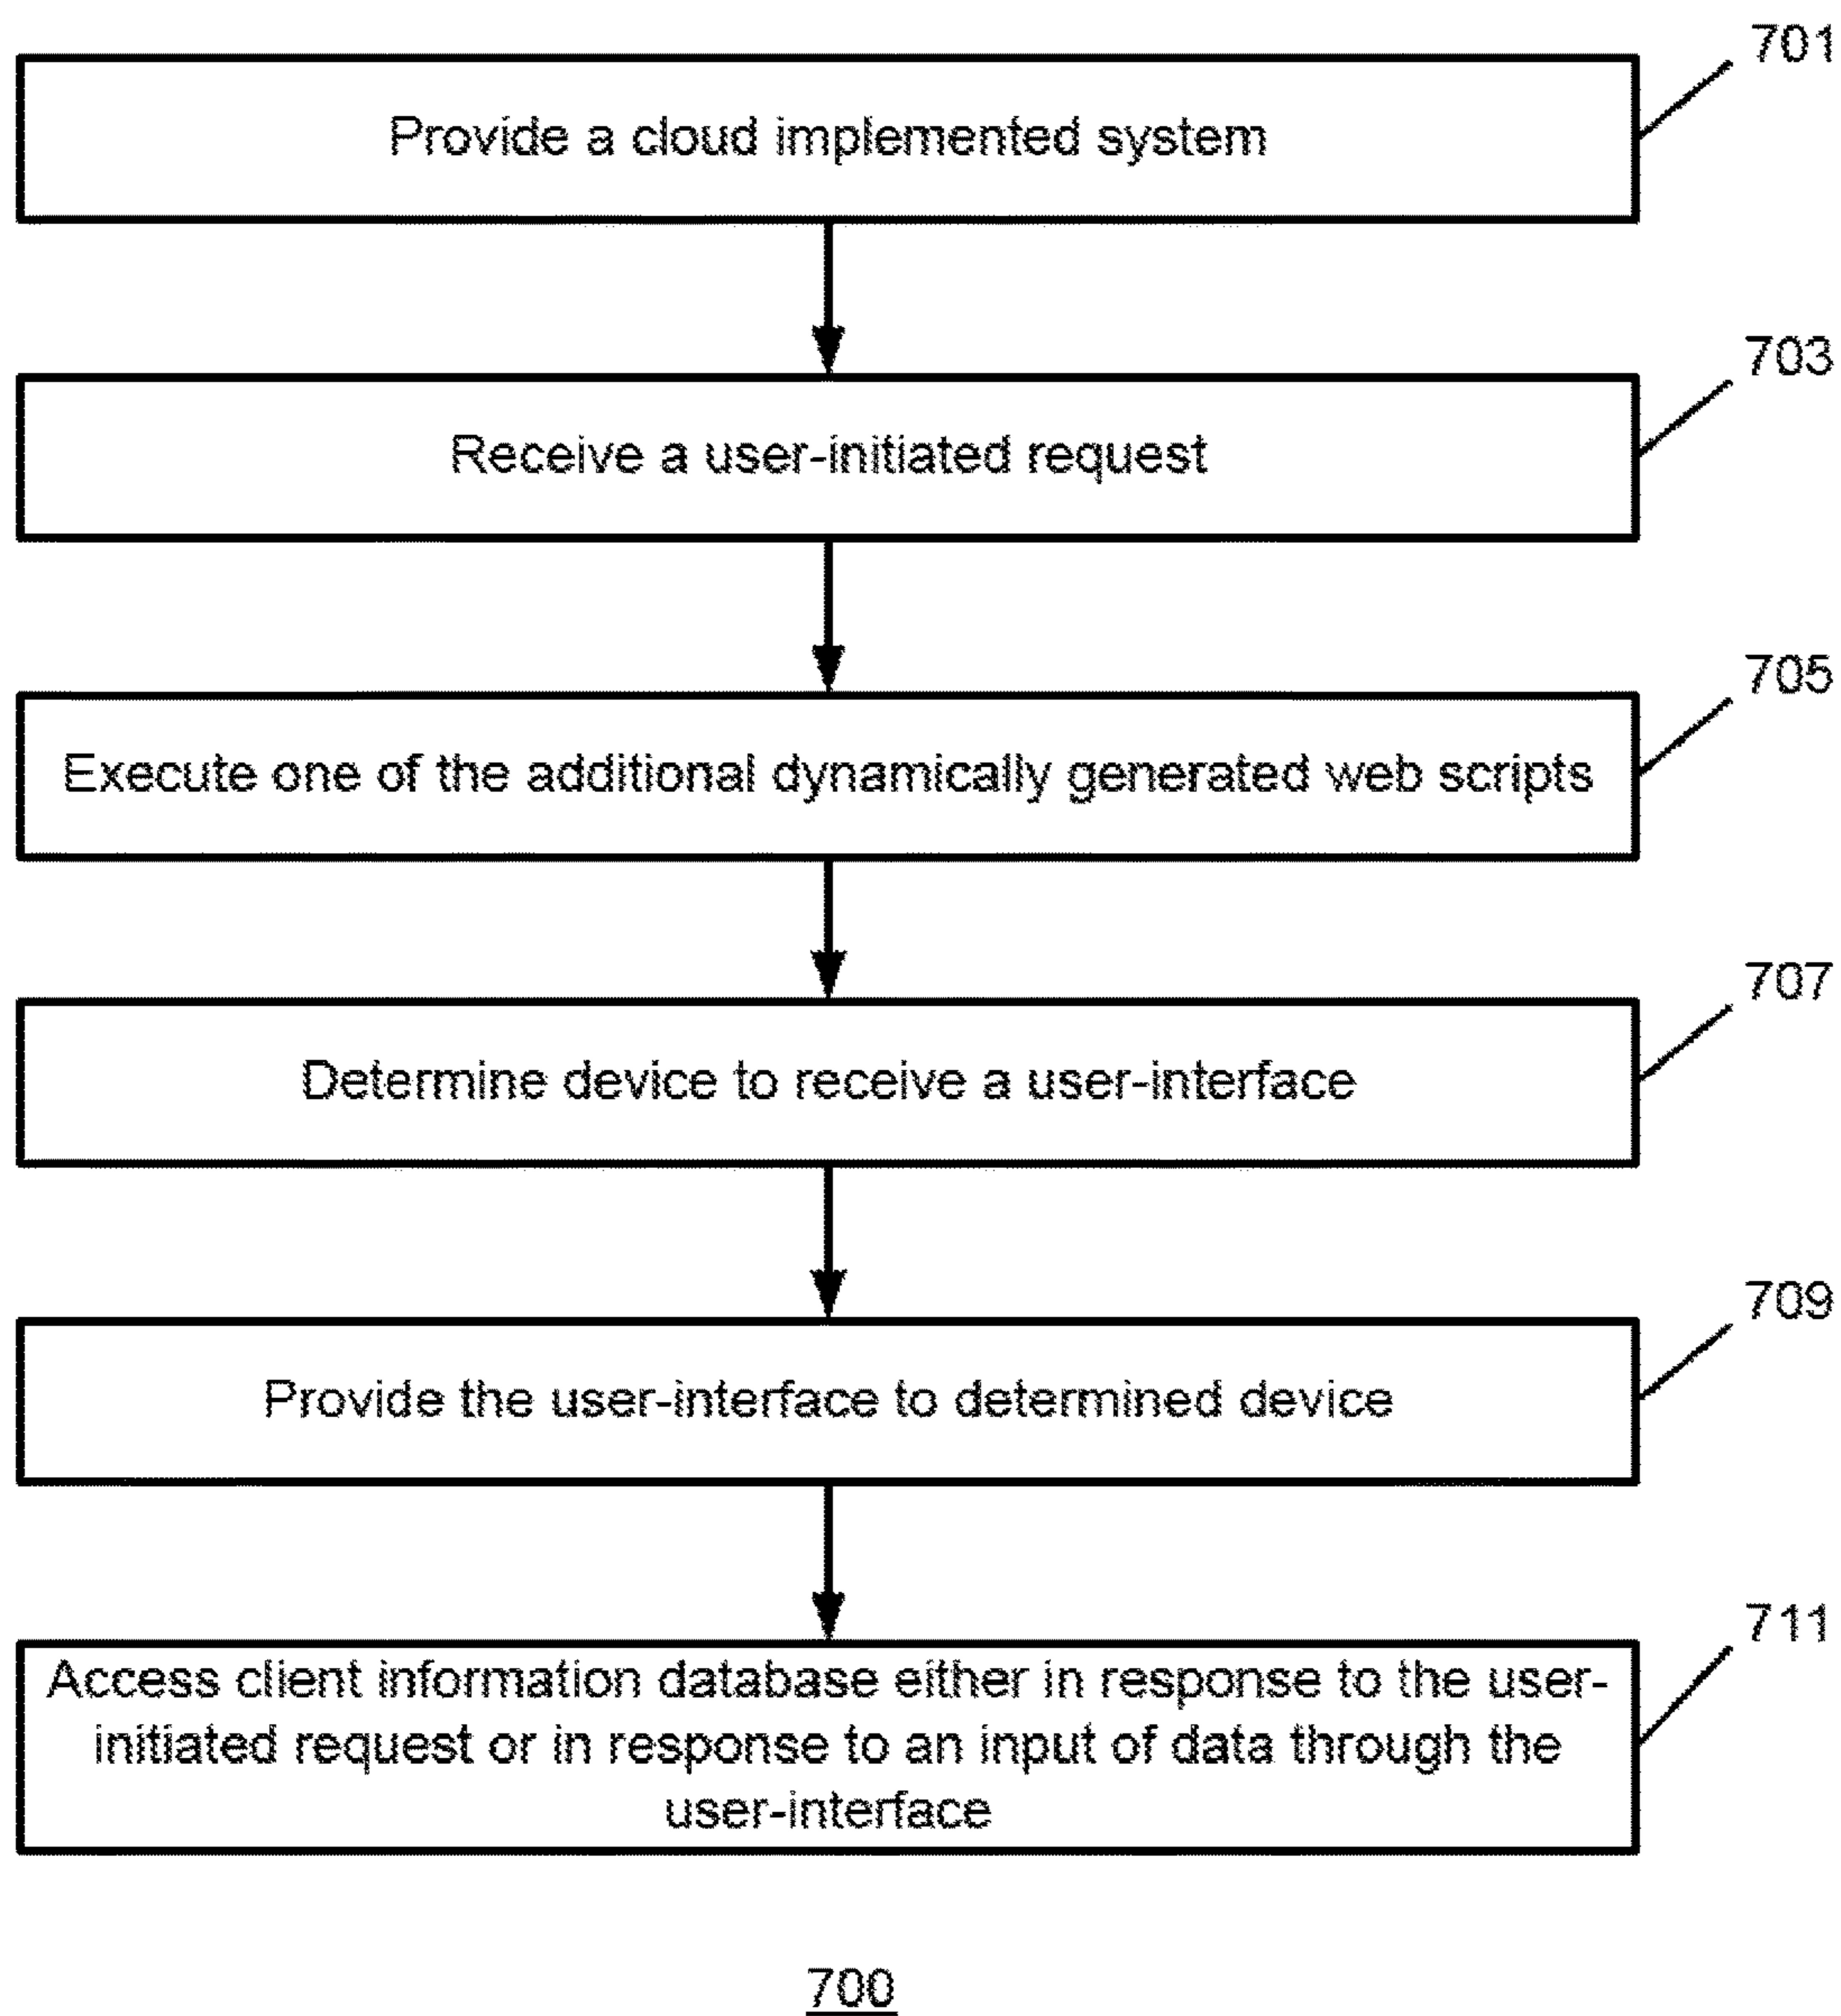 701
Provide a cloud implemented system
703
Receive a user-initiated request
705
Execute one of the additional dynamically generated web scripts
707
Determine device to receive a user-interface
709
Provide the user-interface to determined device
711
Access client information database either in response to the user-
initiated request or in response to an input of data through the
user-interface
700